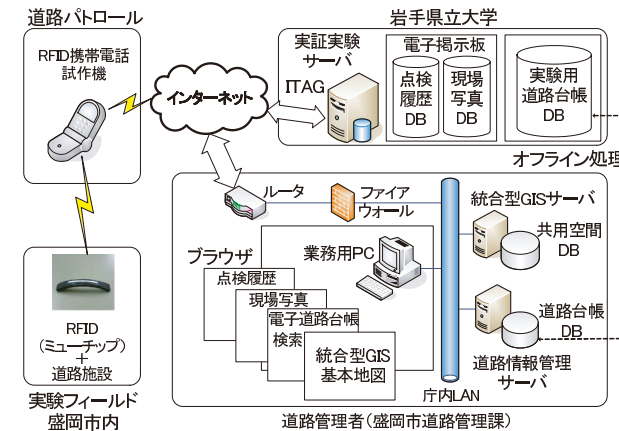 道路パトロール
RFID携帯電話
試作機
RFID
(ミューチップ)
+
道路施設
実験フィールド
盛岡市内
インターネット
岩手県立大学
実証実験
サーバ
ITAG
電子掲示板
点検
履歴
DB
現場
写真
DB
実験用
道路台帳
DB
オフライン処理
ルータ
ファイア
ウォール
統合型GISサーバ
共用空間
DB
業務用PC
ブラウザ
点検履歴
現場写真
電子道路台帳
検索
統合型GIS
基本地図
道路台帳
DB
道路情報管理
サーバ
庁内LAN
道路管理者(盛岡市道路管理課)